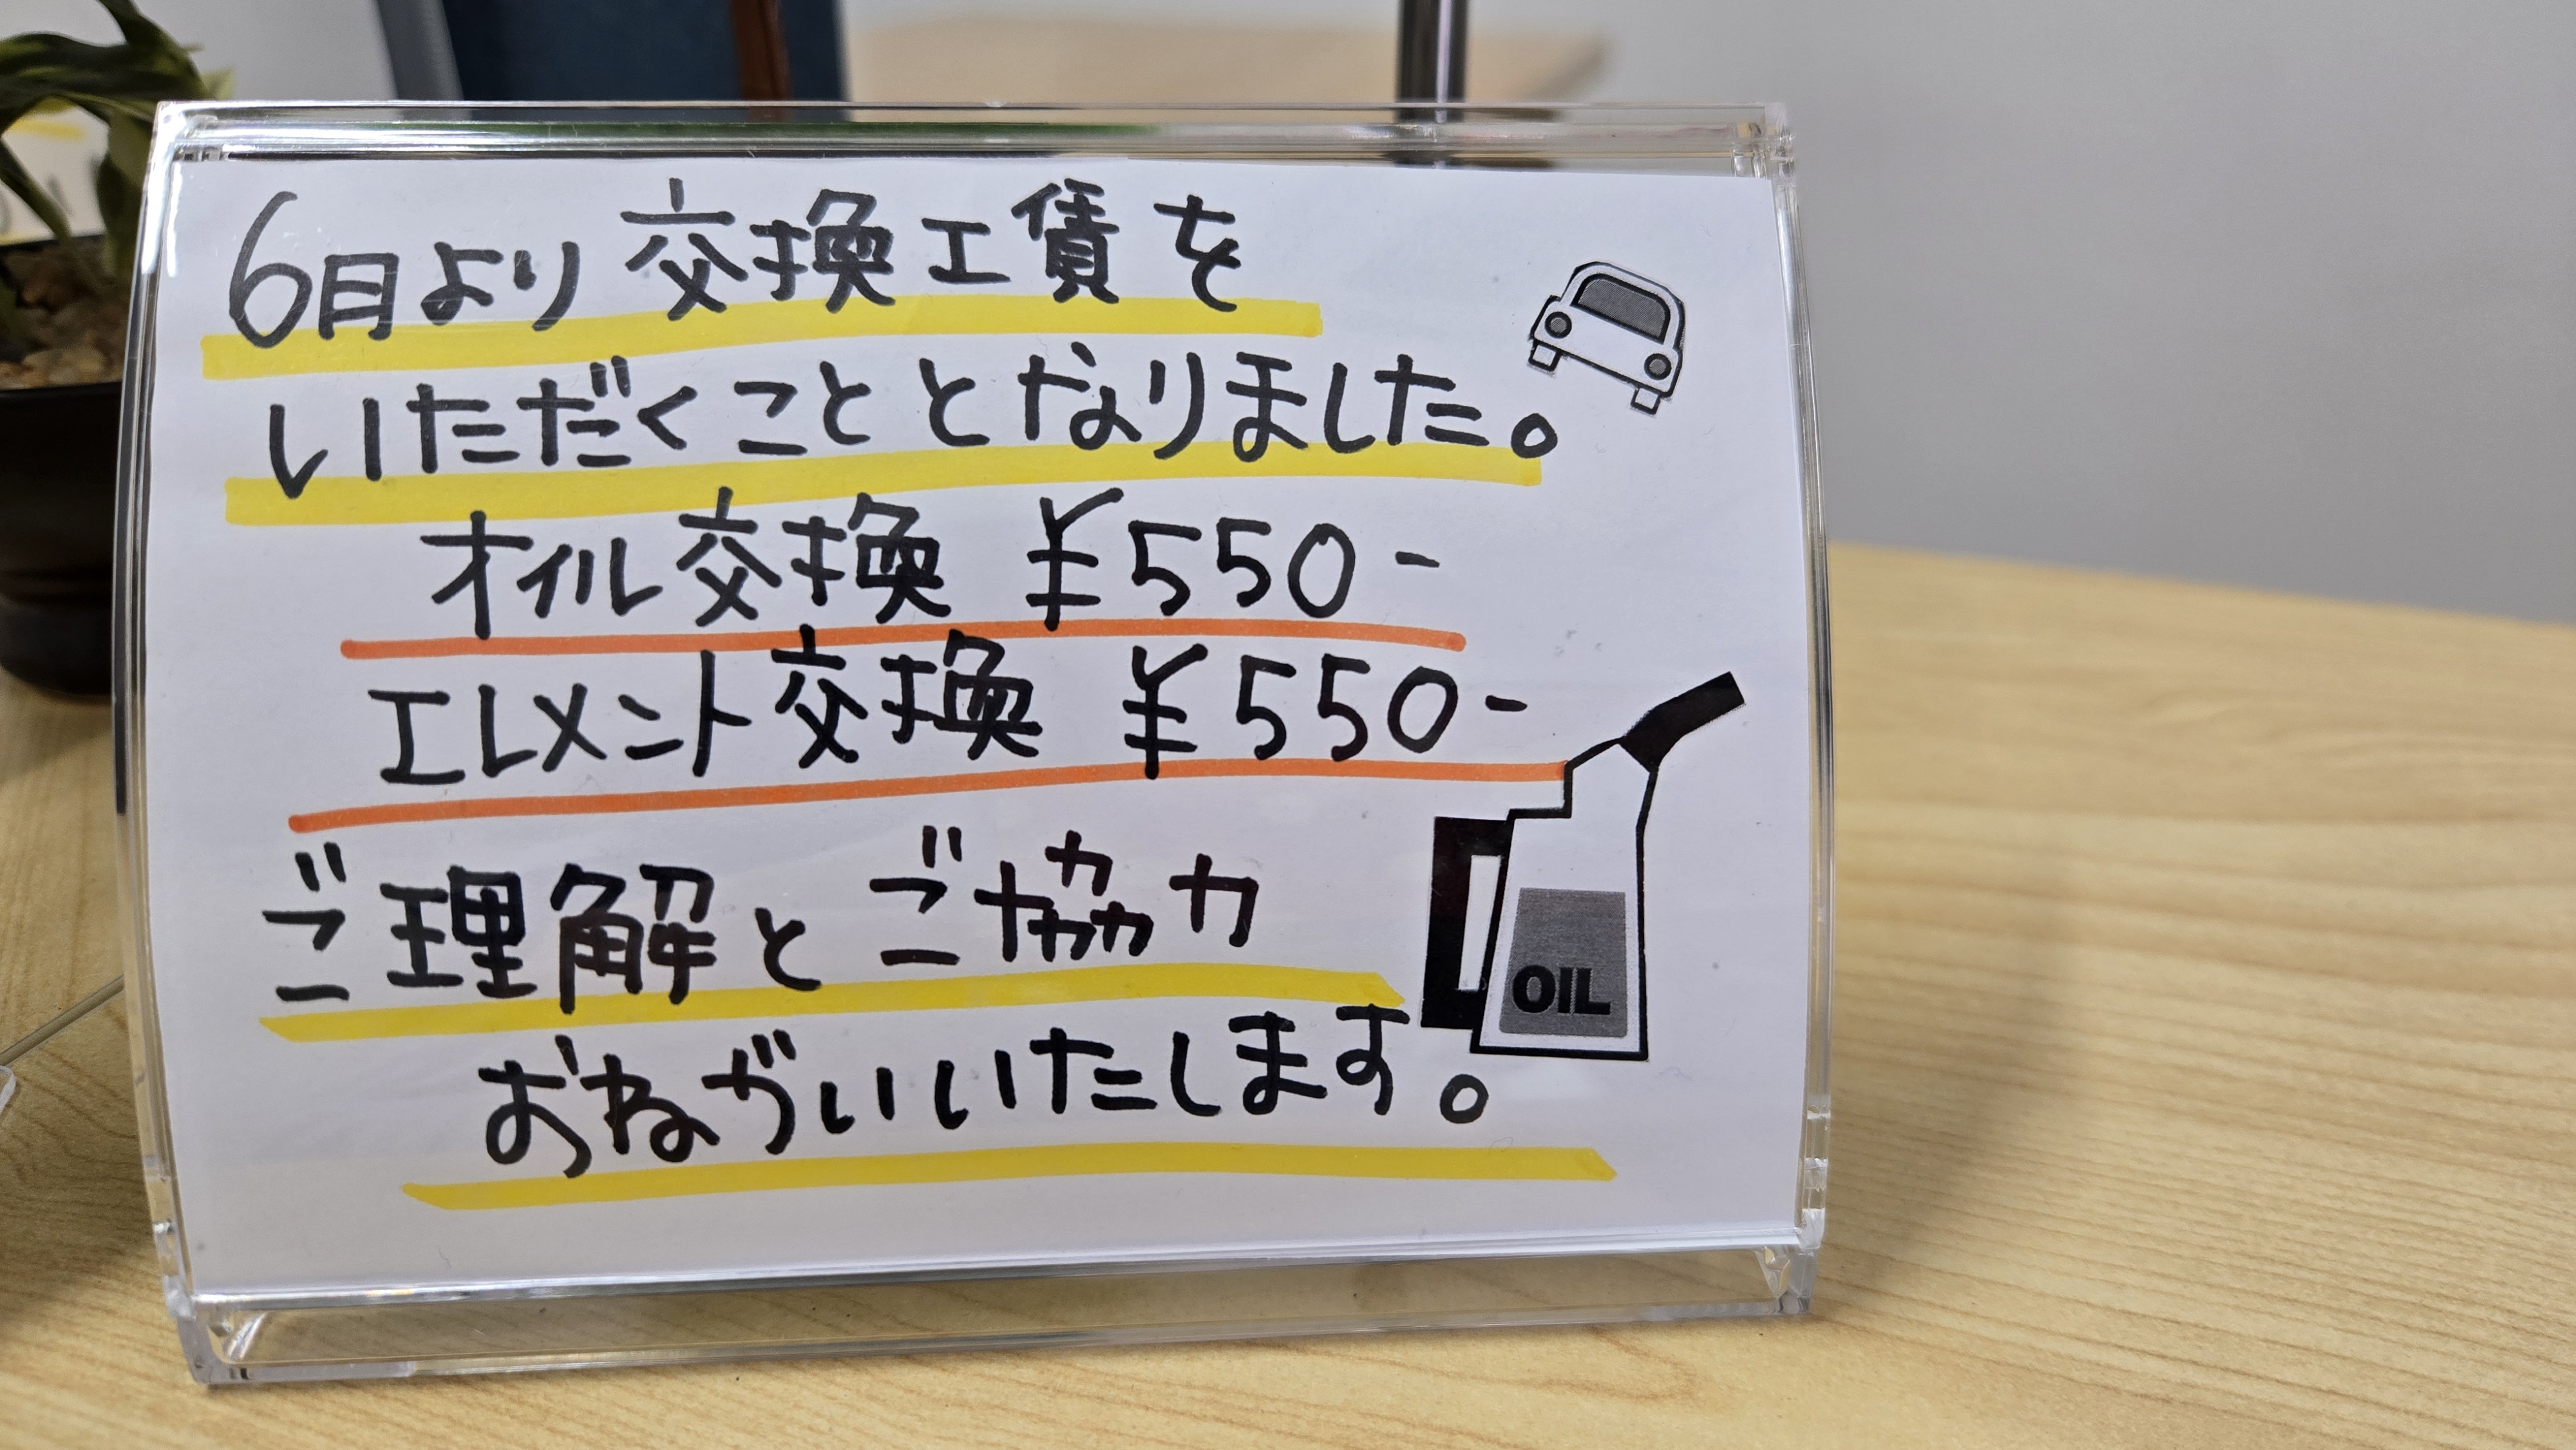 6月より交換工賃を
いただくこととなりました。
オイル交換 ¥550-
エレメント交換 ¥550-
ご理解とご協力
おねがいいたします。
OIL